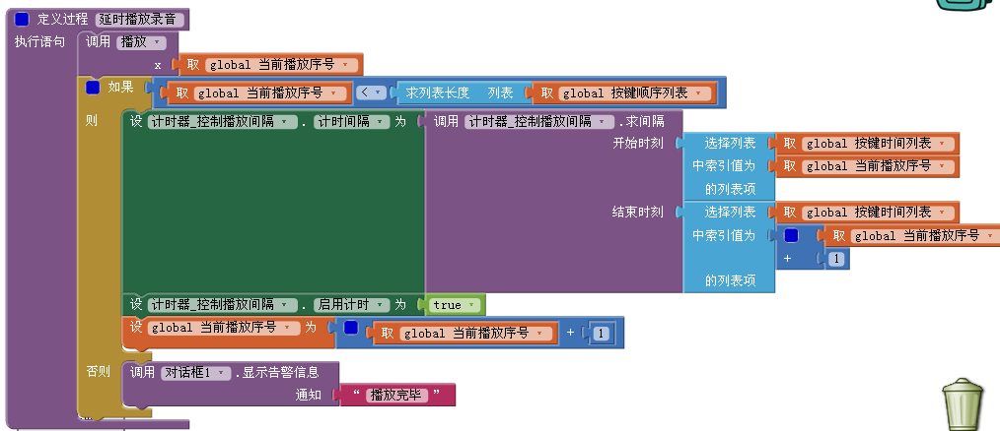 定义过程 延时播放录音
执行语句 调用 播放
x 取 global 当前播放序号
如果 取 global 当前播放序号 < 求列表长度 列表 取 global 按键顺序列表
则 设 计时器_控制播放间隔 . 计时间隔 为 调用 计时器_控制播放间隔 .求间隔
开始时刻 选择列表 取 global 按键时间列表
中索引值为 取 global 当前播放序号
的列表项
结束时刻 选择列表 取 global 按键时间列表
中索引值为 取 global 当前播放序号
+ 1
的列表项
设 计时器_控制播放间隔 . 启用计时 为 true
设 global 当前播放序号 为 取 global 当前播放序号 + 1
否则 调用 对话框1 .显示告警信息
通知 “ 播放完毕 ”